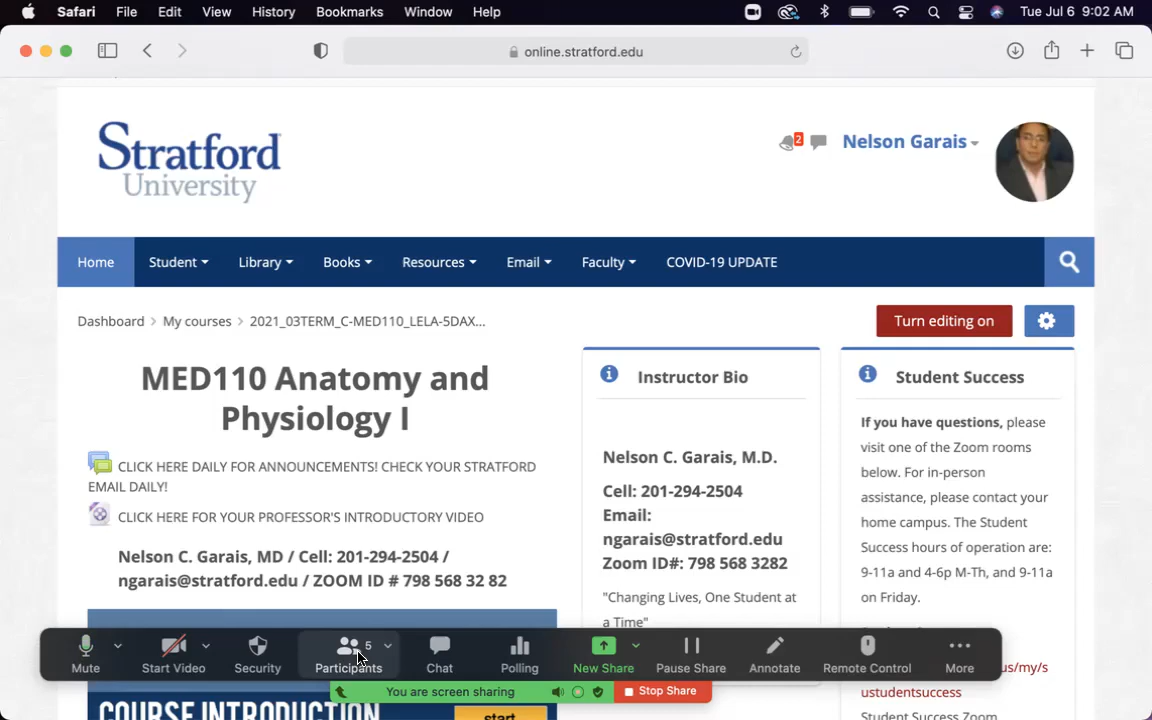 Safari File Edit View History Bookmarks Window Help Tue Jul 6 9:02 AM
online.stratford.edu
Stratford
University
2
Nelson Garais
Home Student Library Books Resources Email Faculty COVID-19 UPDATE
Dashboard My courses 2021_03TERM_C-MED110_LELA-5DAX...
Turn editing on
MED110 Anatomy and
Physiology I
CLICK HERE DAILY FOR ANNOUNCEMENTS! CHECK YOUR STRATFORD
EMAIL DAILY!
CLICK HERE FOR YOUR PROFESSOR'S INTRODUCTORY VIDEO
Nelson C. Garais, MD / Cell: 201-294-2504 /
ngarais@stratford.edu / ZOOM ID # 798 568 32 82
Instructor Bio
Nelson C. Garais, M.D.
Cell: 201-294-2504
Email:
ngarais@stratford.edu
Zoom ID#: 798 568 3282
"Changing Lives, One Student at
a Time"
Student Success
If you have questions, please
visit one of the Zoom rooms
below. For in-person
assistance, please contact your
home campus. The Student
Success hours of operation are:
9-11a and 4-6p M-Th, and 9-11a
on Friday.
us/my/s
ustudentsuccess
Student Success Zoom
Mute Start Video Security Participants 5 Chat Polling New Share Pause Share Annotate Remote Control More
You are screen sharing Stop Share
COURSE INTRODUCTION
start